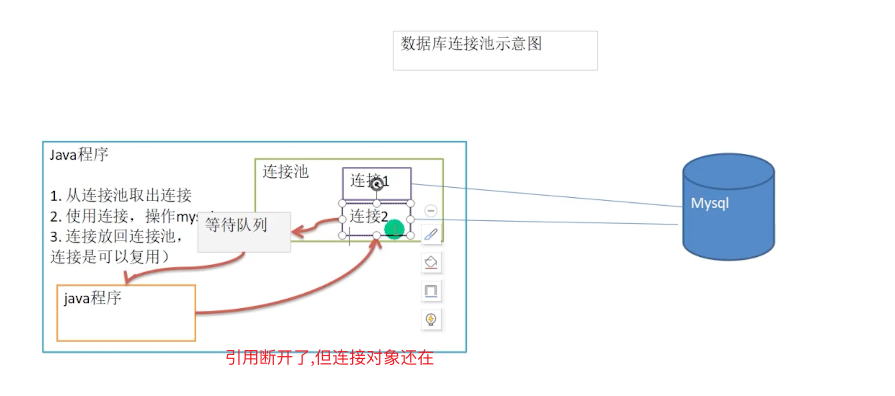 数据库连接池示意图
Java程序
连接池
连接1
1. 从连接池取出连接
2. 使用连接，操作mys
连接2
等待队列
3. 连接放回连接池，
连接是可以复用）
java程序
引用断开了,但连接对象还在
Mysql